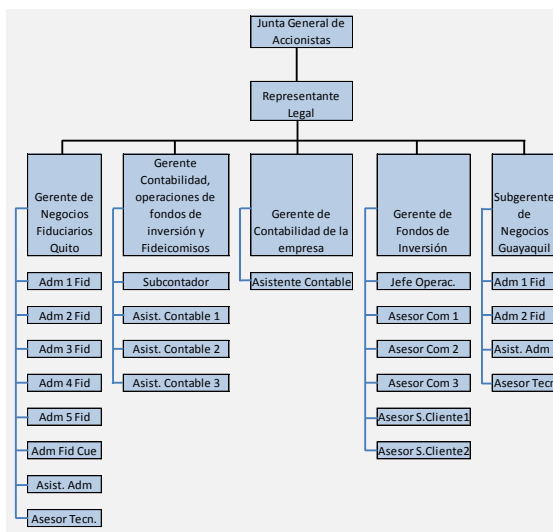 Junta General de
Accionistas
Representante
Legal
Gerente de
Negocios
Fiduciarios
Quito
Adm 1 Fid
Adm 2 Fid
Adm 3 Fid
Adm 4 Fid
Adm 5 Fid
Adm Fid Cue
Asist. Adm
Asesor Tecn.
Gerente
Contabilidad,
operaciones de
fondos de
inversión y
Fideicomisos
Subcontador
Asist. Contable 1
Asist. Contable 2
Asist. Contable 3
Gerente de
Contabilidad de la
empresa
Asistente Contable
Gerente de
Fondos de
Inversión
Jefe Operac.
Asesor Com 1
Asesor Com 2
Asesor Com 3
Asesor S.Cliente1
Asesor S.Cliente2
Subgerente
de
Negocios
Guayaquil
Adm 1 Fid
Adm 2 Fid
Asist. Adm
Asesor Tecn